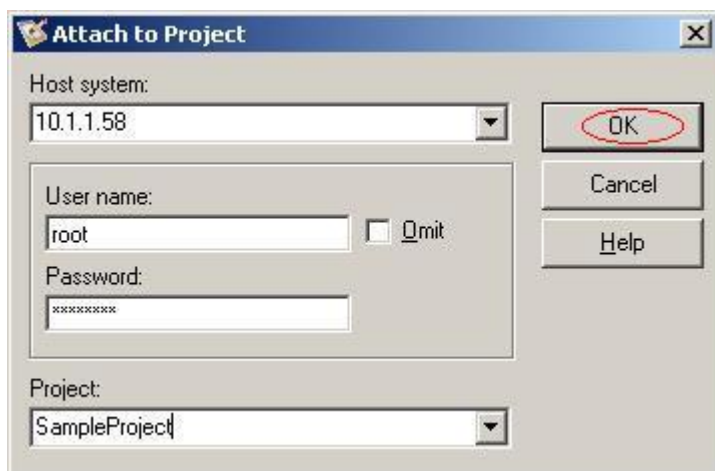 Attach to Project
Host system:
10.1.1.58
OK
User name:
Cancel
root
Omit
Help
Password:
********
Project:
SampleProject